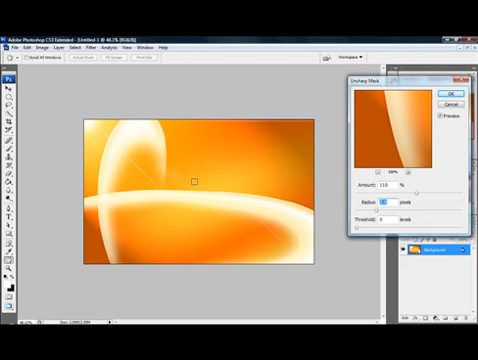 Adobe Photoshop CS3 Extended - [Untitled-1 @ 48.1% (RGB/8)]
File Edit Image Layer Select Filter Analysis View Window Help
Scroll All Windows Actual Pixels Fit Screen Print Size Workspace
Ps
Unsharp Mask
OK
Cancel
Preview
100%
Amount: 110 %
Radius: pixels
Threshold: 0 levels
Background